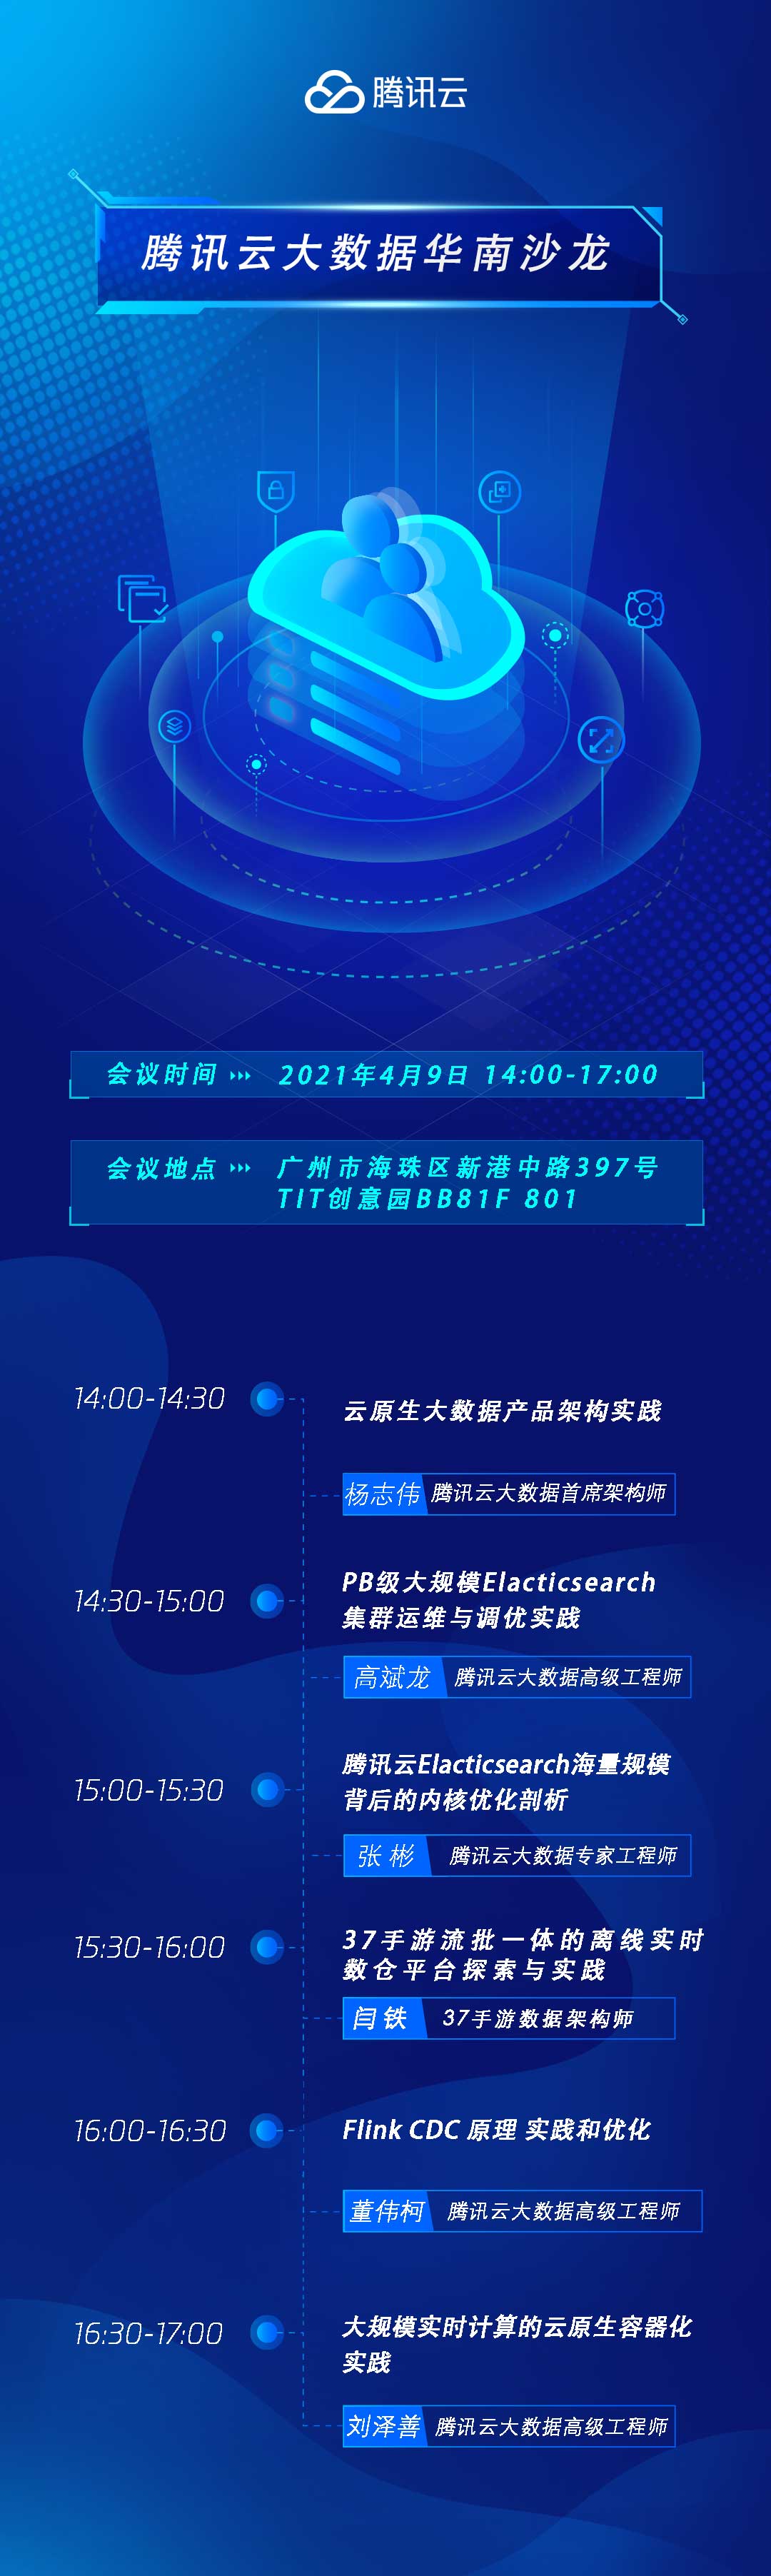 腾讯云
腾讯云大数据华南沙龙
会议时间 2021年4月9日 14:00-17:00
会议地点 广州市海珠区新港中路397号
TIT创意园BB81F 801
14:00-14:30
云原生大数据产品架构实践
杨志伟 腾讯云大数据首席架构师
14:30-15:00
PB级大规模Elacticsearch
集群运维与调优实践
高斌龙 腾讯云大数据高级工程师
15:00-15:30
腾讯云Elacticsearch海量规模
背后的内核优化剖析
张 彬 腾讯云大数据专家工程师
15:30-16:00
37手游流批一体的离线实时
数仓平台探索与实践
闫 铁 37手游数据架构师
16:00-16:30
Flink CDC 原理 实践和优化
董伟柯 腾讯云大数据高级工程师
16:30-17:00
大规模实时计算的云原生容器化
实践
刘泽善 腾讯云大数据高级工程师